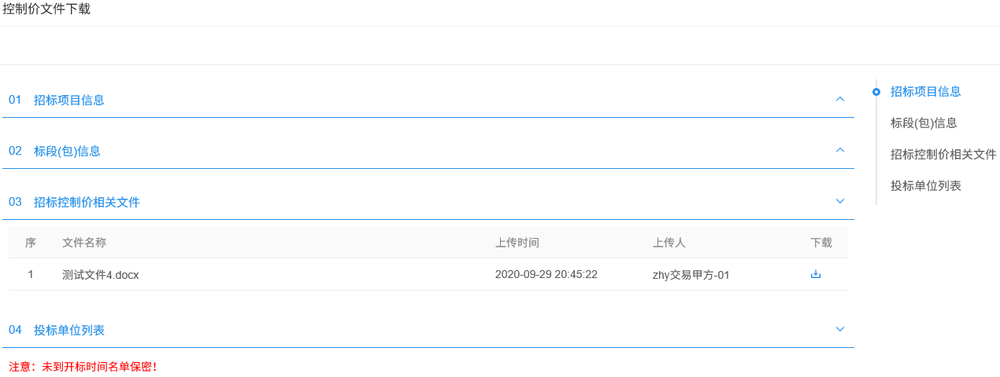 控制价文件下载
01 招标项目信息
02 标段(包)信息
03 招标控制价相关文件
序 文件名称 上传时间 上传人 下载
1 测试文件4.docx 2020-09-29 20:45:22 zhy交易甲方-01
04 投标单位列表
注意：未到开标时间名单保密！
招标项目信息
标段(包)信息
招标控制价相关文件
投标单位列表